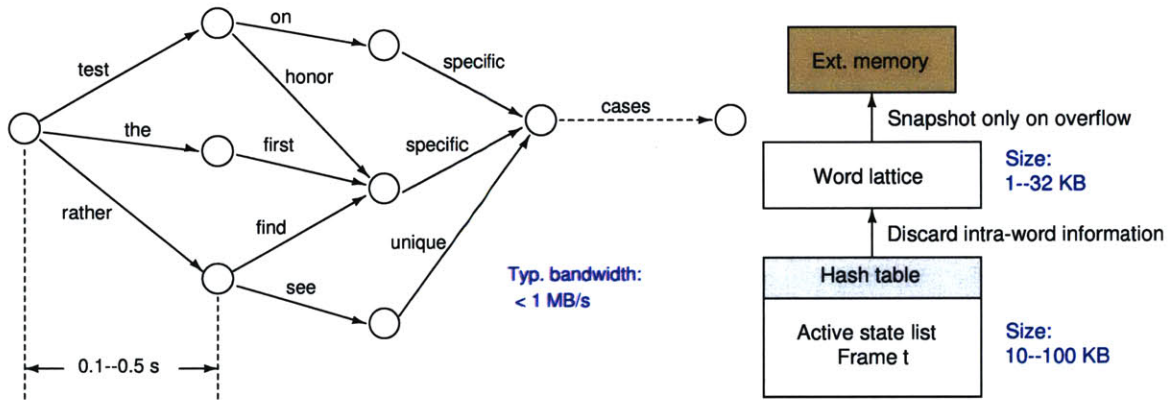 on
test
honor
specific
the
first
specific
cases
rather
find
unique
see
0.1--0.5 s
Typ. bandwidth:
< 1 MB/s
Ext. memory
Snapshot only on overflow
Word lattice
Size:
1--32 KB
Discard intra-word information
Hash table
Active state list
Frame t
Size:
10--100 KB